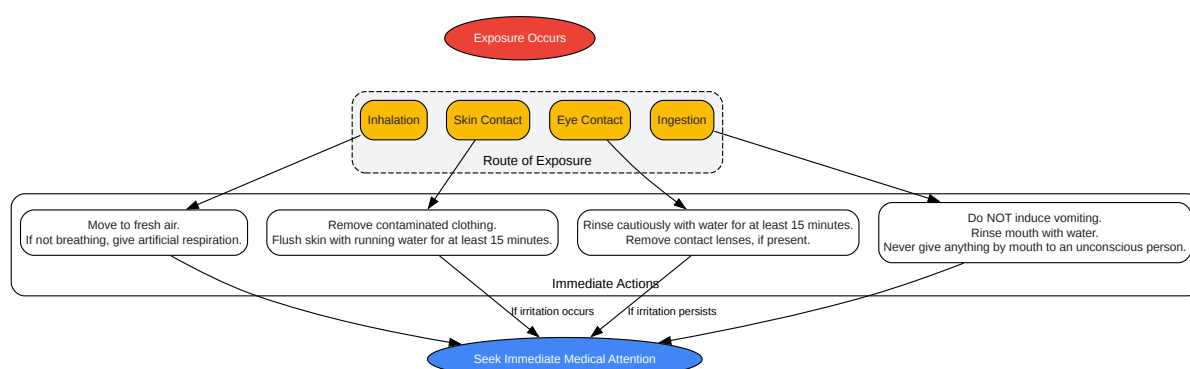 Exposure Occurs
Inhalation
Skin Contact
Eye Contact
Ingestion
Route of Exposure
Move to fresh air.
If not breathing, give artificial respiration.
Remove contaminated clothing.
Flush skin with running water for at least 15 minutes.
Rinse cautiously with water for at least 15 minutes.
Remove contact lenses, if present.
Do NOT induce vomiting.
Rinse mouth with water.
Never give anything by mouth to an unconscious person.
Immediate Actions
If irritation occurs
If irritation persists
Seek Immediate Medical Attention